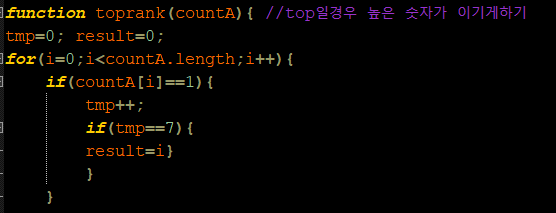 function toprank(countA){ //top일경우 높은 숫자가 이기게하기
tmp=0; result=0;
for(i=0;i<countA.length;i++){
    if(countA[i]==1){
        tmp++;
        if(tmp==7){
        result=i}
        }
    }